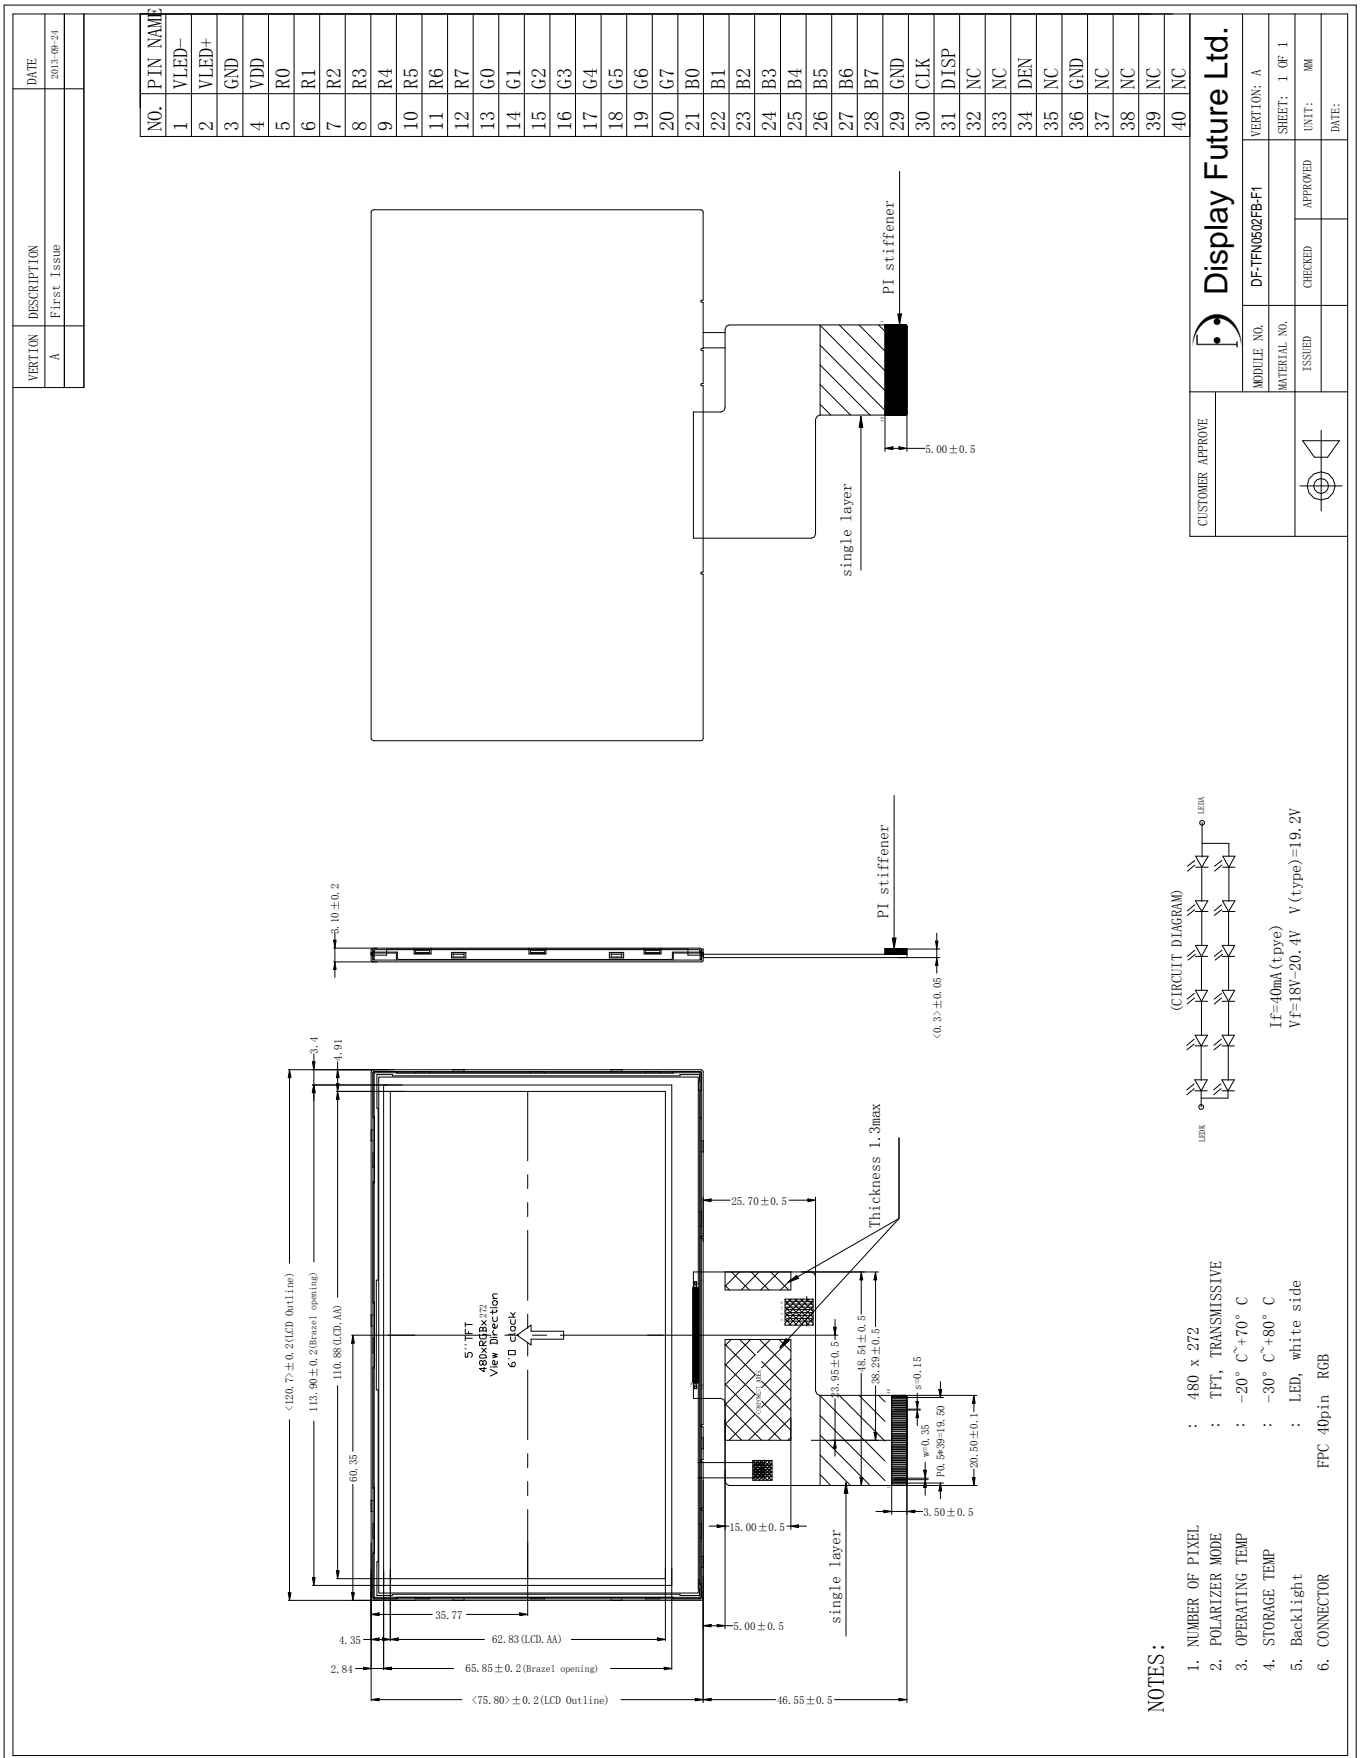 VERTION DESCRIPTION DATE
A First Issue 2013-09-24
NO. PIN NAME
1 VLED-
2 VLED+
3 GND
4 VDD
5 R0
6 R1
7 R2
8 R3
9 R4
10 R5
11 R6
12 R7
13 G0
14 G1
15 G2
16 G3
17 G4
18 G5
19 G6
20 G7
21 B0
22 B1
23 B2
24 B3
25 B4
26 B5
27 B6
28 B7
29 GND
30 CLK
31 DISP
32 NC
33 NC
34 DEN
35 NC
36 GND
37 NC
38 NC
39 NC
40 NC
<120.7>±0.2(LCD Outline)
113.90±0.2(Brazel opening)
110.88(LCD.AA)
60.35
3.4
4.91
5''TFT
480xRGBx272
View Direction
6'O clock
35.77
4.35
62.83(LCD.AA)
2.84
65.85±0.2(Brazel opening)
<75.80>±0.2(LCD Outline)
5.00±0.5
46.55±0.5
15.00±0.5
25.70±0.5
COMPONENT AREA
Thickness 1.3max
23.95±0.5
48.54±0.5
38.29±0.5
single layer
w=0.35
s=0.15
P0.5*39=19.50
20.50±0.1
3.50±0.5
3.10±0.2
PI stiffener
<0.3>±0.05
PI stiffener
single layer
5.00±0.5
NOTES:
1. NUMBER OF PIXEL : 480 x 272
2. POLARIZER MODE : TFT, TRANSMISSIVE
3. OPERATING TEMP : -20° C~+70° C
4. STORAGE TEMP : -30° C~+80° C
5. Backlight : LED, white side
6. CONNECTOR FPC 40pin RGB
(CIRCUIT DIAGRAM)
LEDK
LEDA
If=40mA(tpye)
Vf=18V-20.4V V(type)=19.2V
CUSTOMER APPROVE
Display Future Ltd.
MODULE NO. DF-TFN0502FB-F1 VERTION: A
MATERIAL NO. SHEET: 1 OF 1
ISSUED CHECKED APPROVED UNIT: MM
DATE: